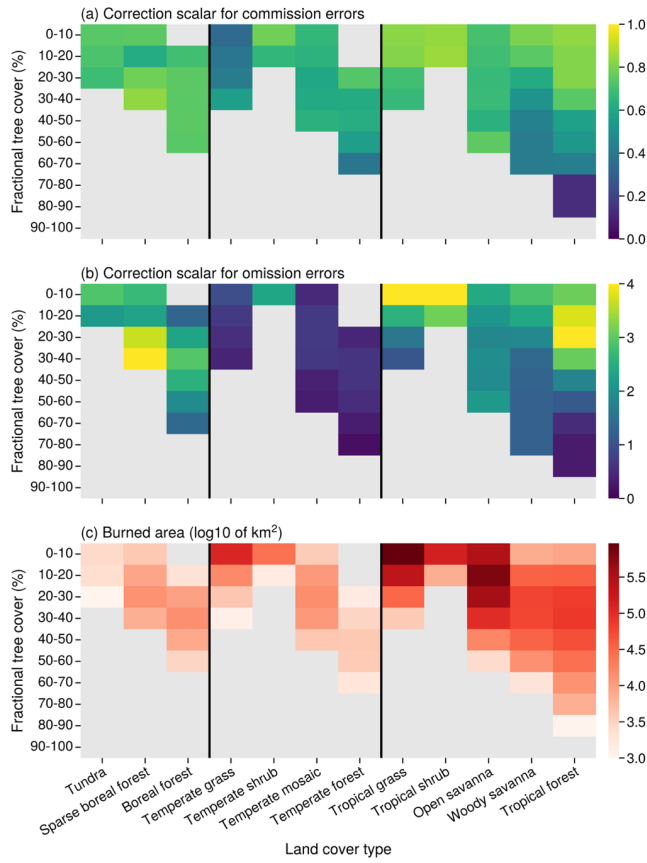 (a) Correction scalar for commission errors
Fractional tree cover (%)
0-10
10-20
20-30
30-40
40-50
50-60
60-70
70-80
80-90
90-100
1.0
0.8
0.6
0.4
0.2
0.0
(b) Correction scalar for omission errors
Fractional tree cover (%)
0-10
10-20
20-30
30-40
40-50
50-60
60-70
70-80
80-90
90-100
4
3
2
1
0
(c) Burned area (log10 of km²)
Fractional tree cover (%)
0-10
10-20
20-30
30-40
40-50
50-60
60-70
70-80
80-90
90-100
5.5
5.0
4.5
4.0
3.5
3.0
Tundra
Sparse boreal forest
Boreal forest
Temperate grass
Temperate shrub
Temperate mosaic
Temperate forest
Tropical grass
Tropical shrub
Open savanna
Woody savanna
Tropical forest
Land cover type